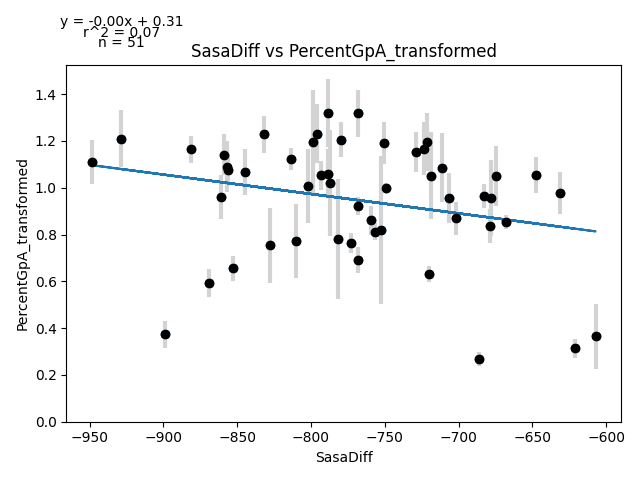 y = -0.00x + 0.31
r^2 = 0.07
n = 51
SasaDiff vs PercentGpA_transformed
PercentGpA_transformed
1.4
1.2
1.0
0.8
0.6
0.4
0.2
0.0
−950 −900 −850 −800 −750 −700 −650 −600
SasaDiff